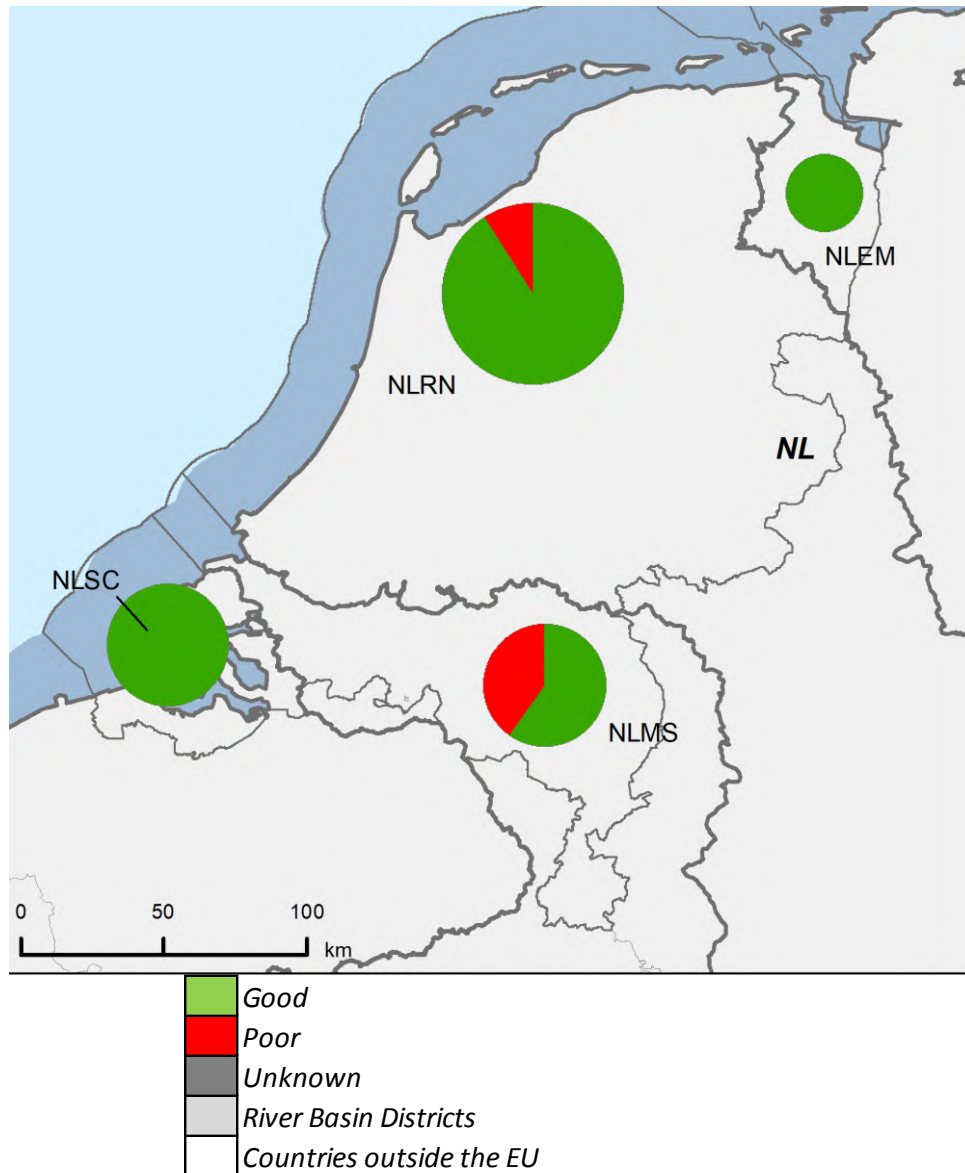 NLEM
NLRN
NL
NLSC
NLMS
0 50 100
km
Good
Poor
Unknown
River Basin Districts
Countries outside the EU